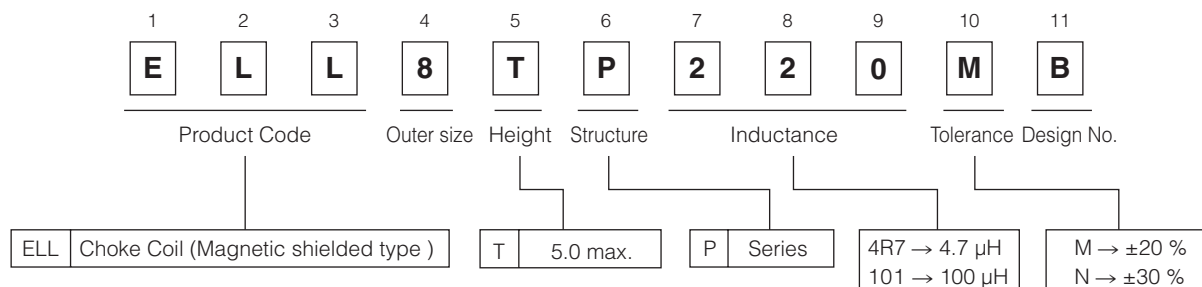 1 2 3 4 5 6 7 8 9 10 11
E L L 8 T P 2 2 0 M B
Product Code Outer size Height Structure Inductance Tolerance Design No.
ELL Choke Coil (Magnetic shielded type ) T 5.0 max. P Series 4R7 → 4.7 µH M → ±20 %
101 → 100 µH N → ±30 %